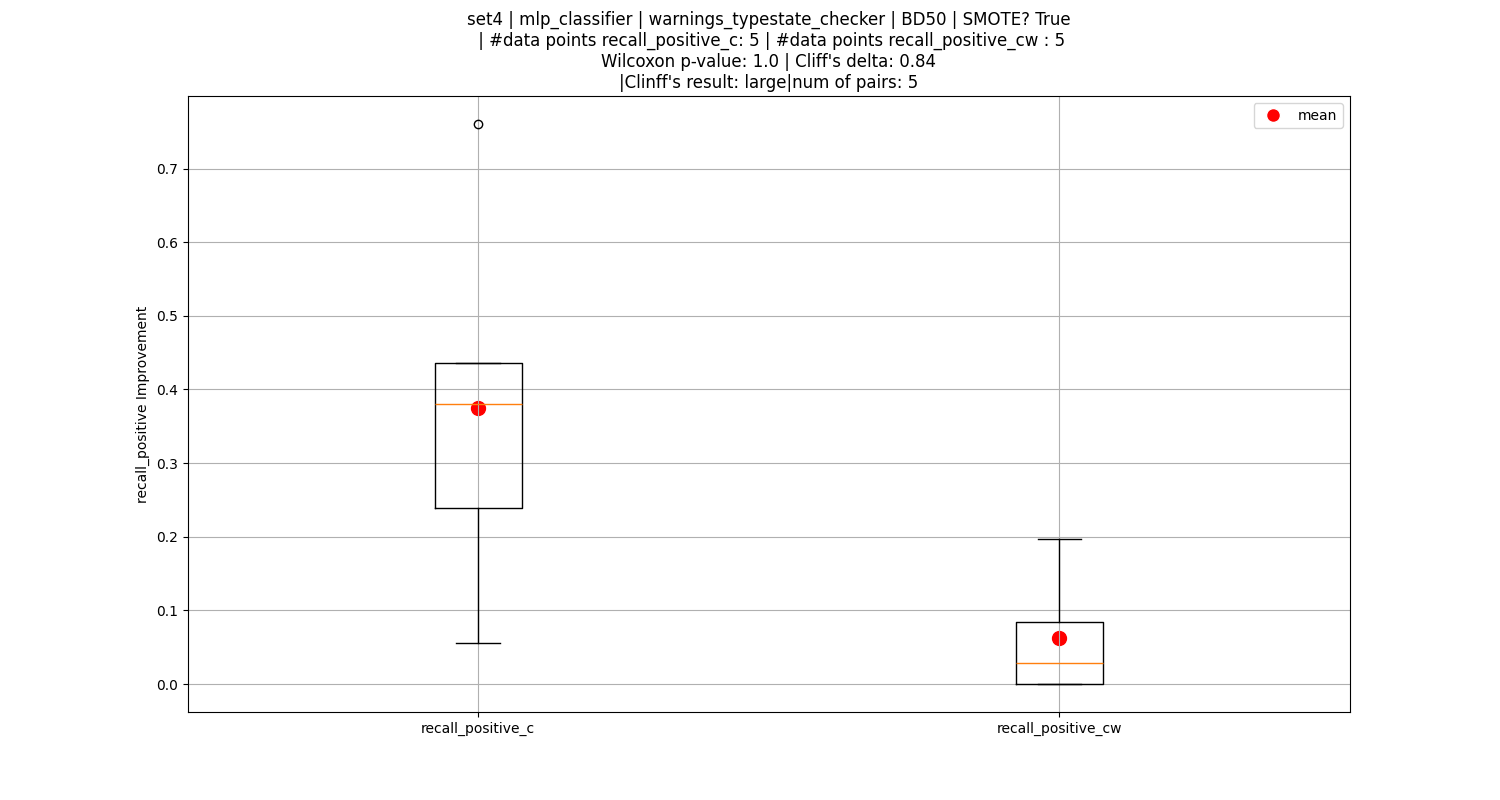 set4 | mlp_classifier | warnings_typestate_checker | BD50 | SMOTE? True
| #data points recall_positive_c: 5 | #data points recall_positive_cw : 5
Wilcoxon p-value: 1.0 | Cliff's delta: 0.84
|Clinff's result: large|num of pairs: 5
mean
0.7
0.6
0.5
0.4
0.3
0.2
0.1
0.0
recall_positive Improvement
recall_positive_c
recall_positive_cw